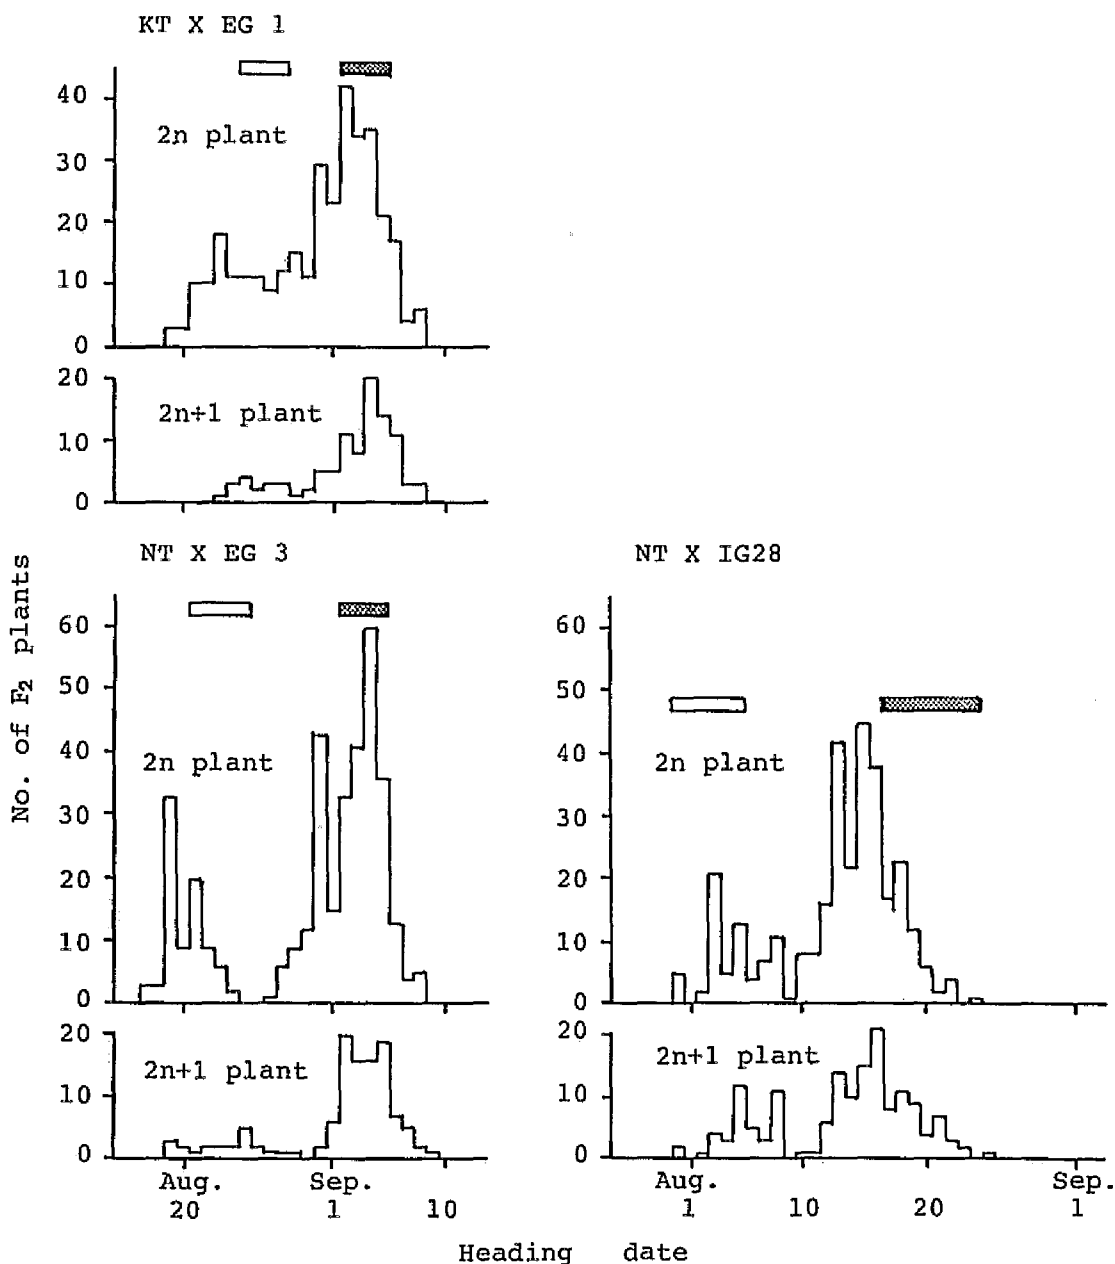 KT X EG 1
40
2n plant
30
20
10
0
20
2n+1 plant
10
0
No. of F2 plants
NT X EG 3
60
50
40
2n plant
30
20
10
0
20
2n+1 plant
10
0
Aug. Sep.
20 1 10
NT X IG28
60
50
40
2n plant
30
20
10
0
20
2n+1 plant
10
0
Aug. Sep.
1 10 20 1
Heading date